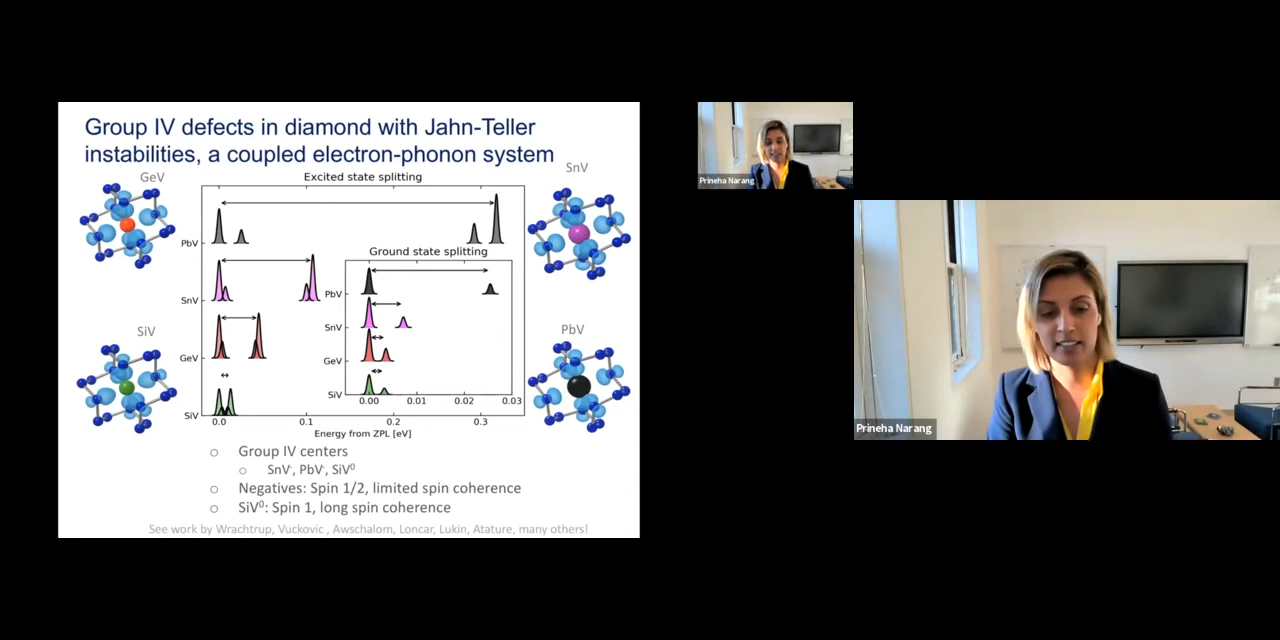 Group IV defects in diamond with Jahn-Teller
instabilities, a coupled electron-phonon system
GeV
SnV
Excited state splitting
PbV
SnV
GeV
SiV
Ground state splitting
PbV
SnV
GeV
SiV
0.00 0.01 0.02 0.03
0.0 0.1 0.2 0.3
Energy from ZPL [eV]
SiV
PbV
Group IV centers
SnV⁻, PbV⁻, SiV⁰
Negatives: Spin 1/2, limited spin coherence
SiV⁰: Spin 1, long spin coherence
See work by Wrachtrup, Vuckovic , Awschalom, Loncar, Lukin, Atature, many others!
Prineha Narang
Prineha Narang